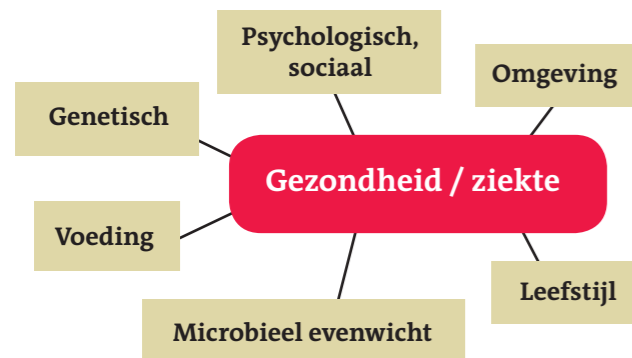 Psychologisch,
sociaal
Omgeving
Genetisch
Gezondheid / ziekte
Voeding
Leefstijl
Microbieel evenwicht